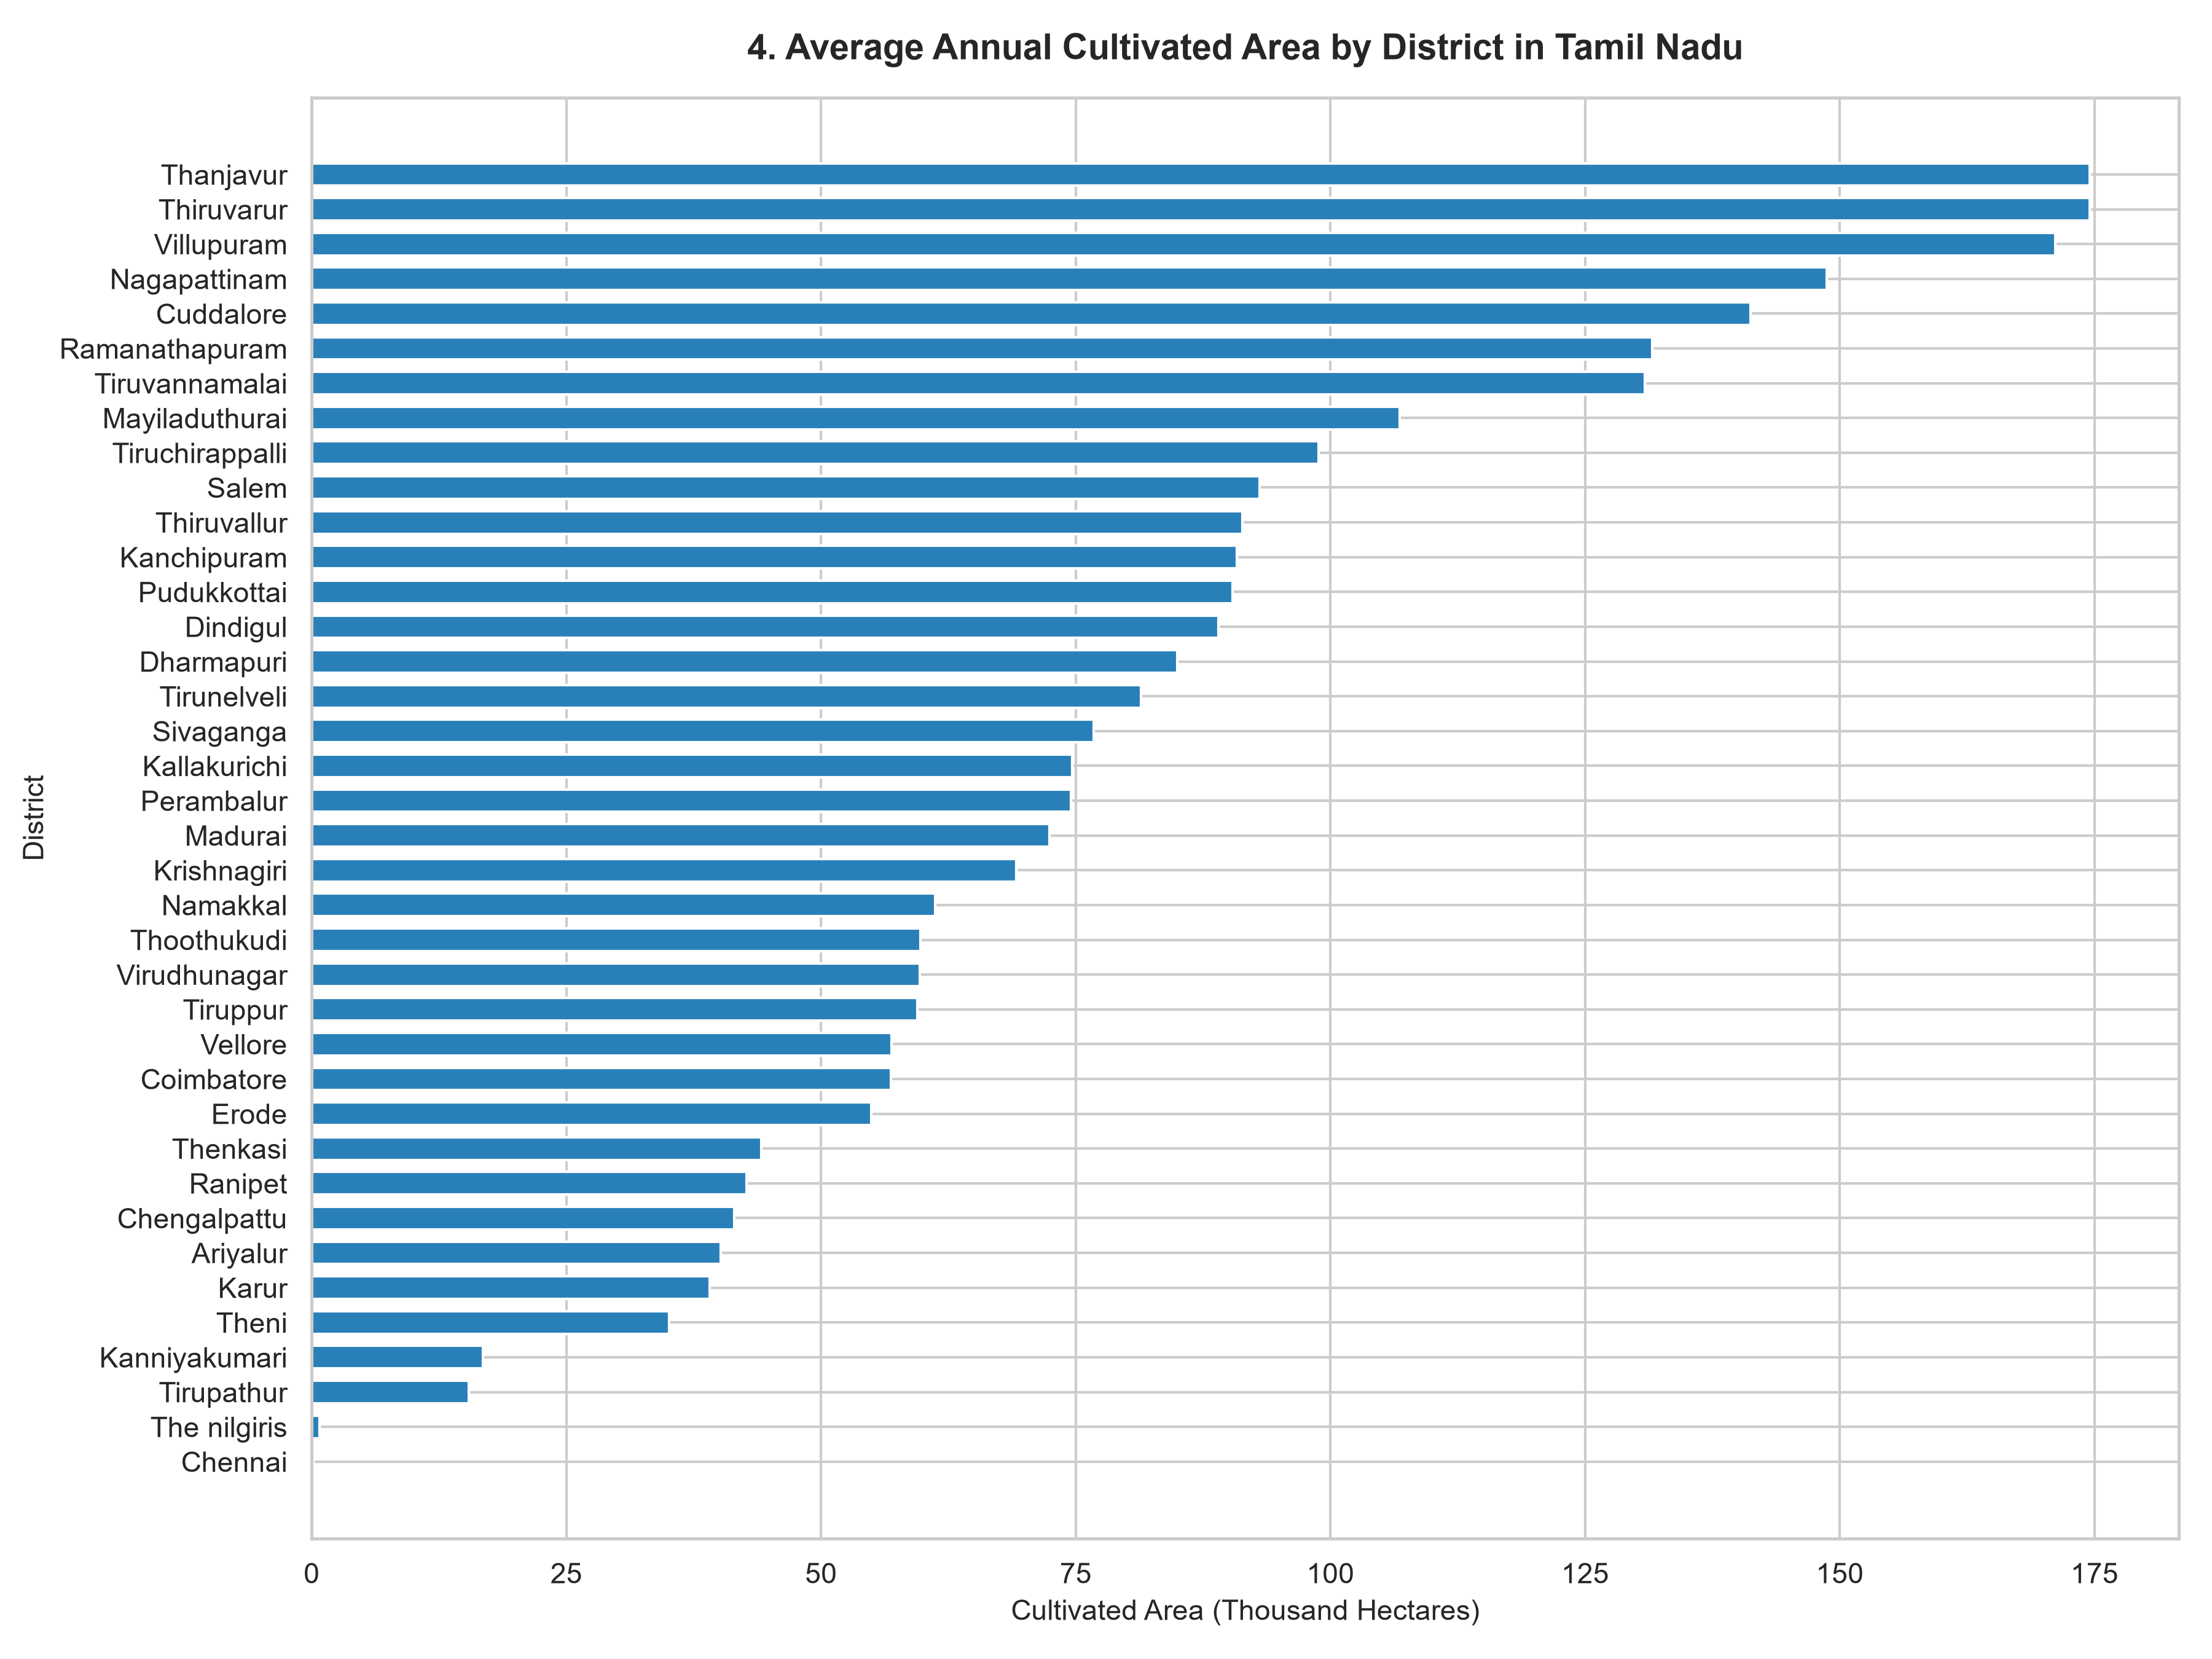 4. Average Annual Cultivated Area by District in Tamil Nadu
Thanjavur
Thiruvarur
Villupuram
Nagapattinam
Cuddalore
Ramanathapuram
Tiruvannamalai
Mayiladuthurai
Tiruchirappalli
Salem
Thiruvallur
Kanchipuram
Pudukkottai
Dindigul
Dharmapuri
Tirunelveli
Sivaganga
Kallakurichi
Perambalur
Madurai
Krishnagiri
Namakkal
Thoothukudi
Virudhunagar
Tiruppur
Vellore
Coimbatore
Erode
Thenkasi
Ranipet
Chengalpattu
Ariyalur
Karur
Theni
Kanniyakumari
Tirupathur
The nilgiris
Chennai
District
0 25 50 75 100 125 150 175
Cultivated Area (Thousand Hectares)